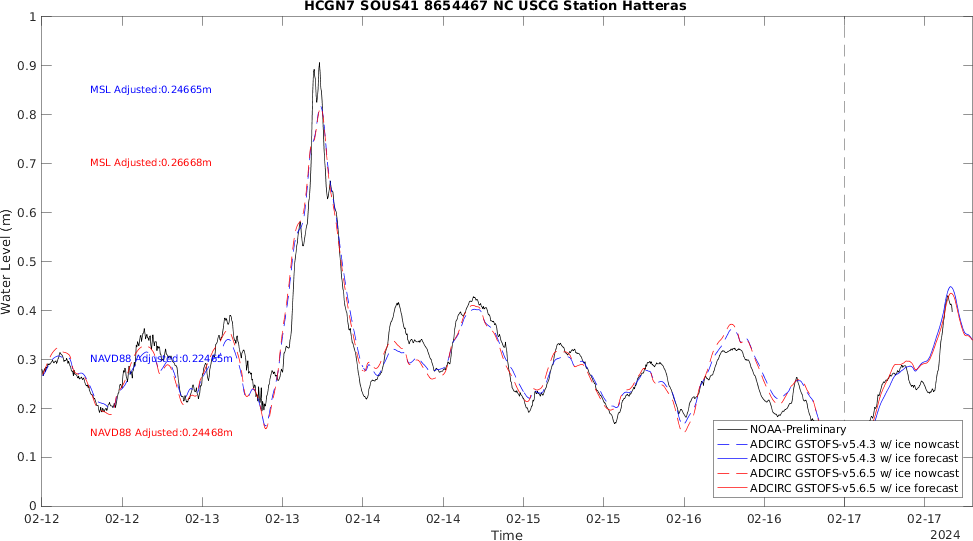 HCGN7 SOUS41 8654467 NC USCG Station Hatteras
1
0.9
0.8
0.7
0.6
0.5
0.4
0.3
0.2
0.1
0
Water Level (m)
MSL Adjusted:0.24665m
MSL Adjusted:0.26668m
NAVD88 Adjusted:0.22465m
NAVD88 Adjusted:0.24468m
NOAA-Preliminary
ADCIRC GSTOFS-v5.4.3 w/ ice nowcast
ADCIRC GSTOFS-v5.4.3 w/ ice forecast
ADCIRC GSTOFS-v5.6.5 w/ ice nowcast
ADCIRC GSTOFS-v5.6.5 w/ ice forecast
02-12 02-12 02-13 02-13 02-14 02-14 02-15 02-15 02-16 02-16 02-17 02-17
Time
2024